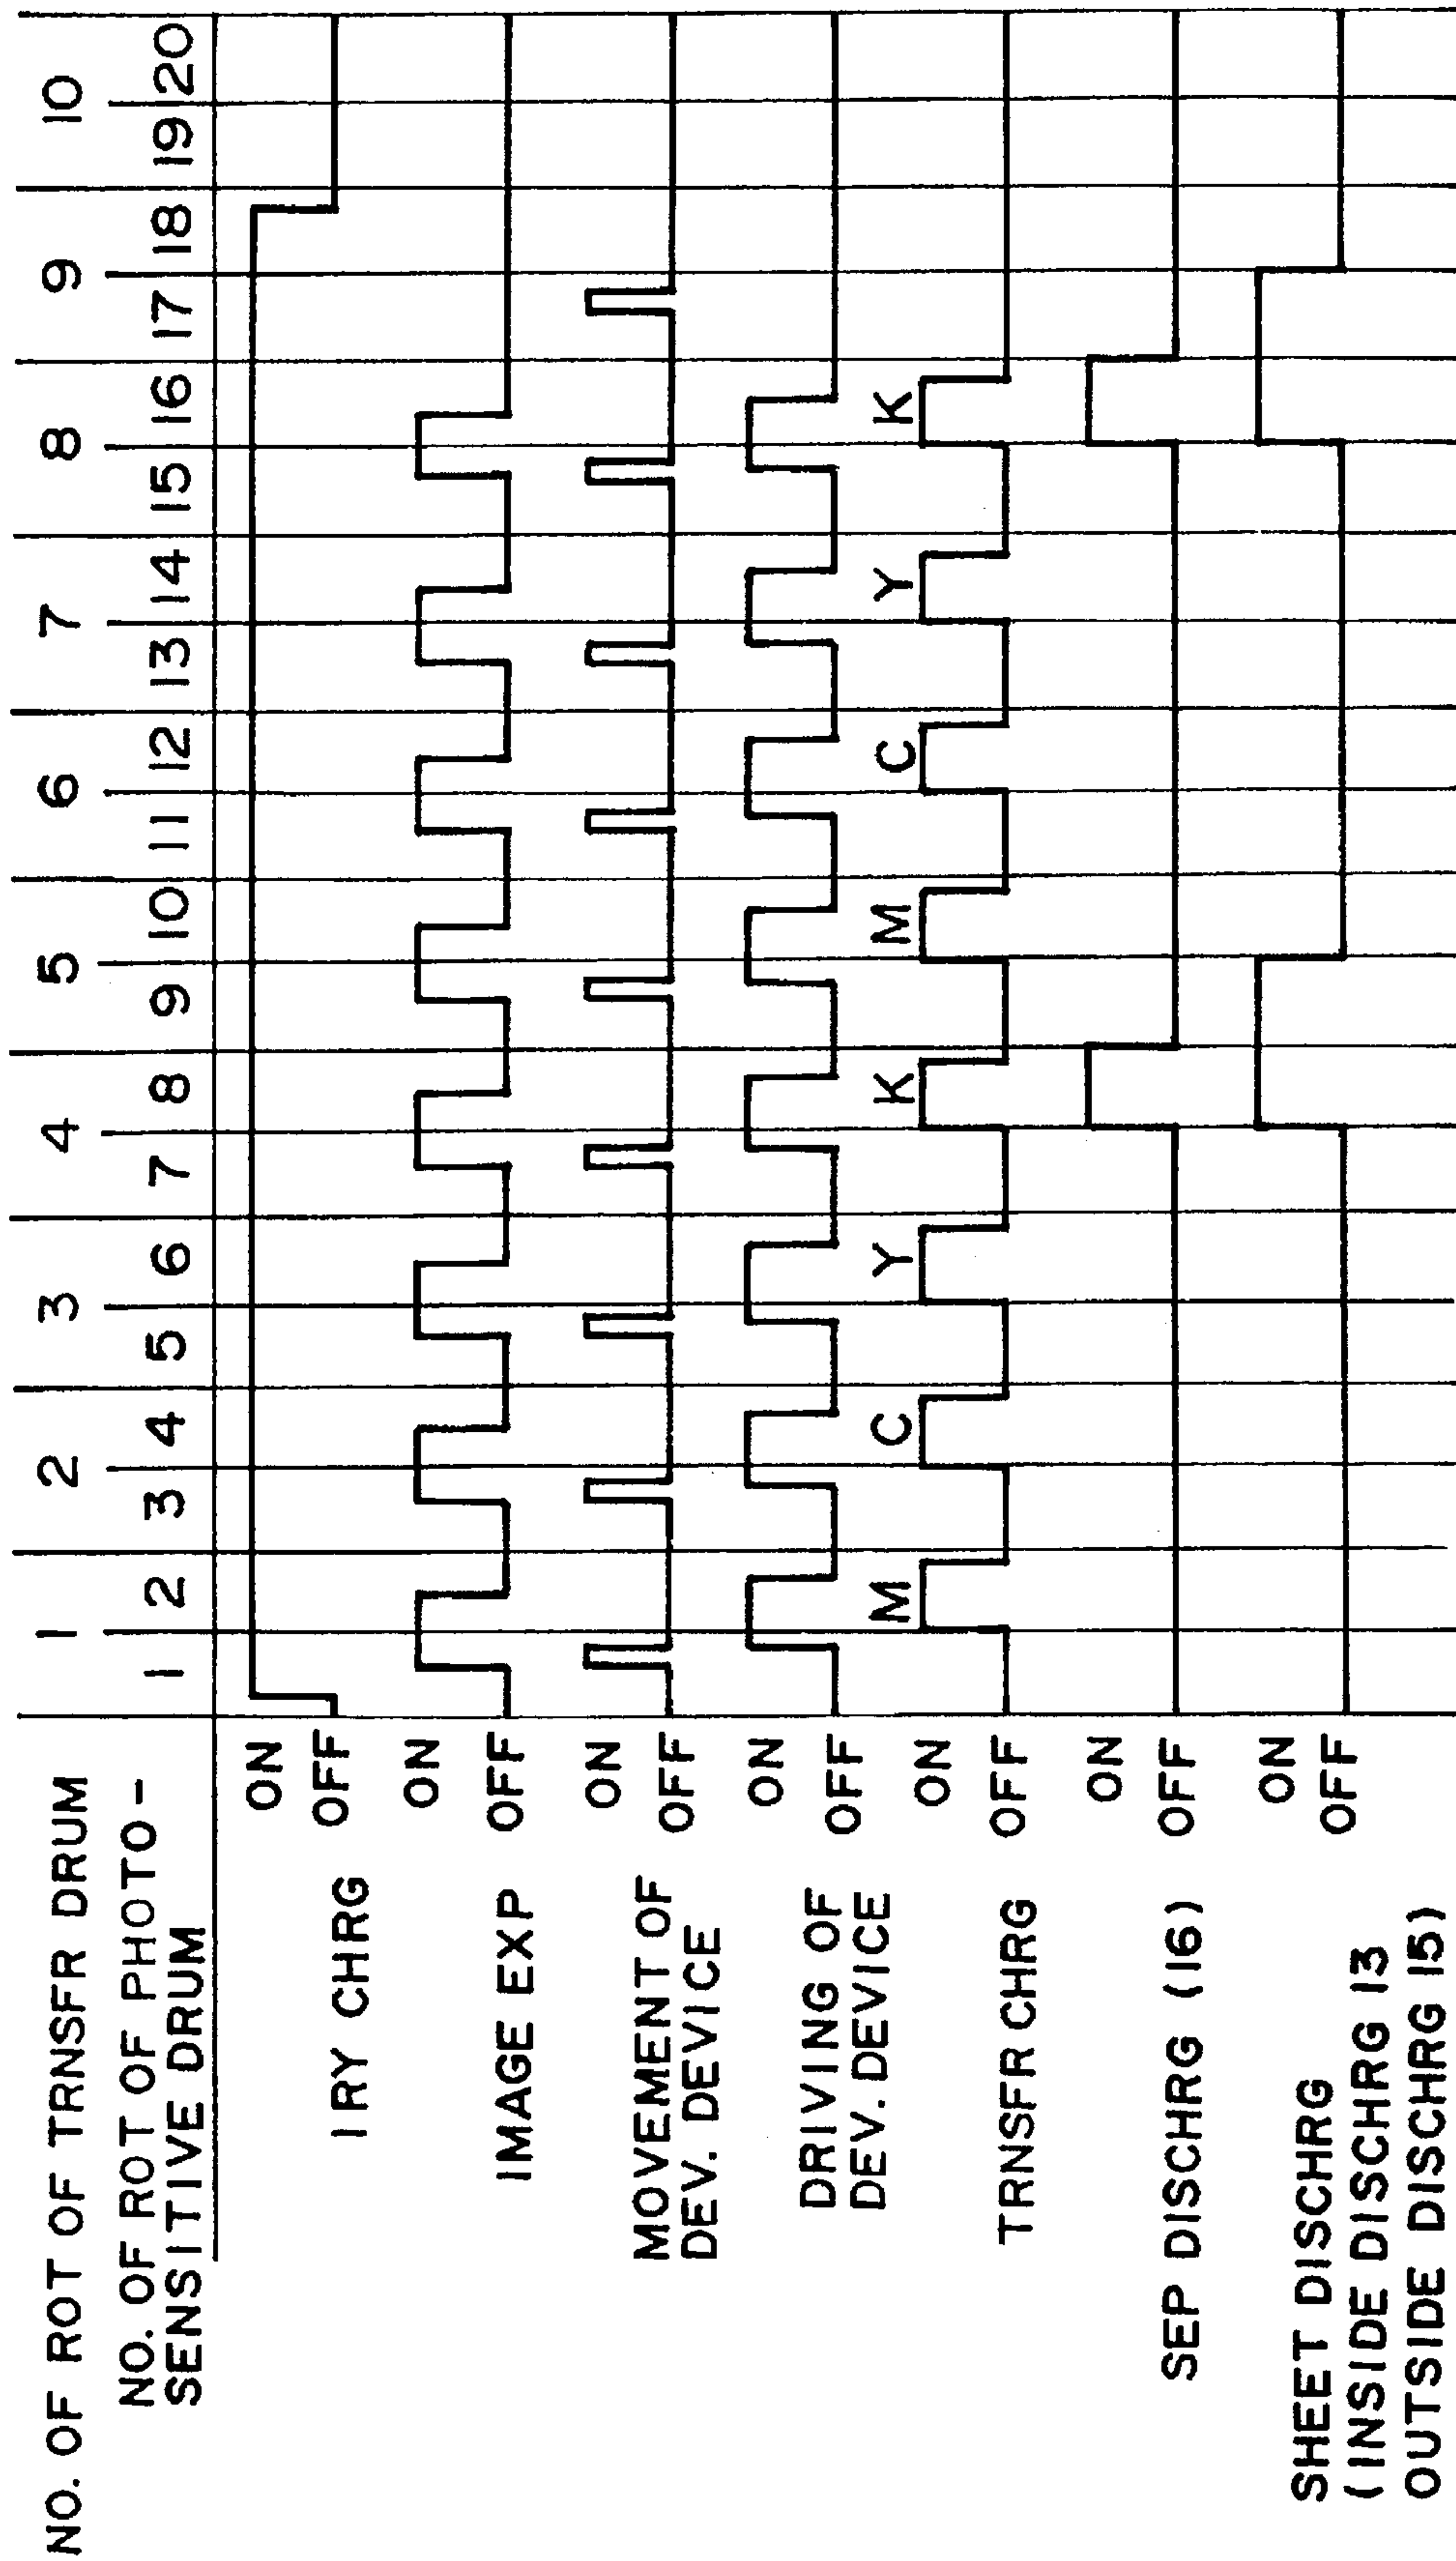 NO. OF ROT OF TRNSFR DRUM 1 2 3 4 5 6 7 8 9 10
NO. OF ROT OF PHOTO-
SENSITIVE DRUM
1 2 3 4 5 6 7 8 9 10 11 12 13 14 15 16 17 18 19 20
IRY CHRG
ON
OFF
IMAGE EXP
ON
OFF
MOVEMENT OF
DEV. DEVICE
ON
OFF
DRIVING OF
DEV. DEVICE
ON
OFF
TRNSFR CHRG
ON
OFF
M C Y K M C Y K
SEP DISCHRG (16)
ON
OFF
SHEET DISCHRG
(INSIDE DISCHRG 13
OUTSIDE DISCHRG 15)
ON
OFF